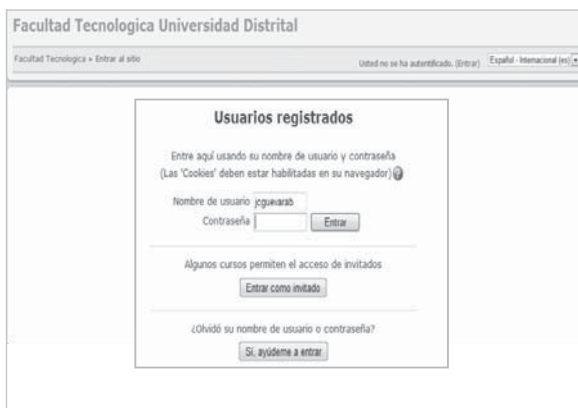 Facultad Tecnologica Universidad Distrital
Facultad Tecnologica ▸ Entrar al sitio
Usted no se ha autentificado. (Entrar)
Español - Internacional (es)
Usuarios registrados
Entre aquí usando su nombre de usuario y contraseña
(Las 'Cookies' deben estar habilitadas en su navegador) ?
Nombre de usuario jcguevarab
Contraseña Entrar
Algunos cursos permiten el acceso de invitados
Entrar como invitado
¿Olvidó su nombre de usuario o contraseña?
Sí, ayúdeme a entrar